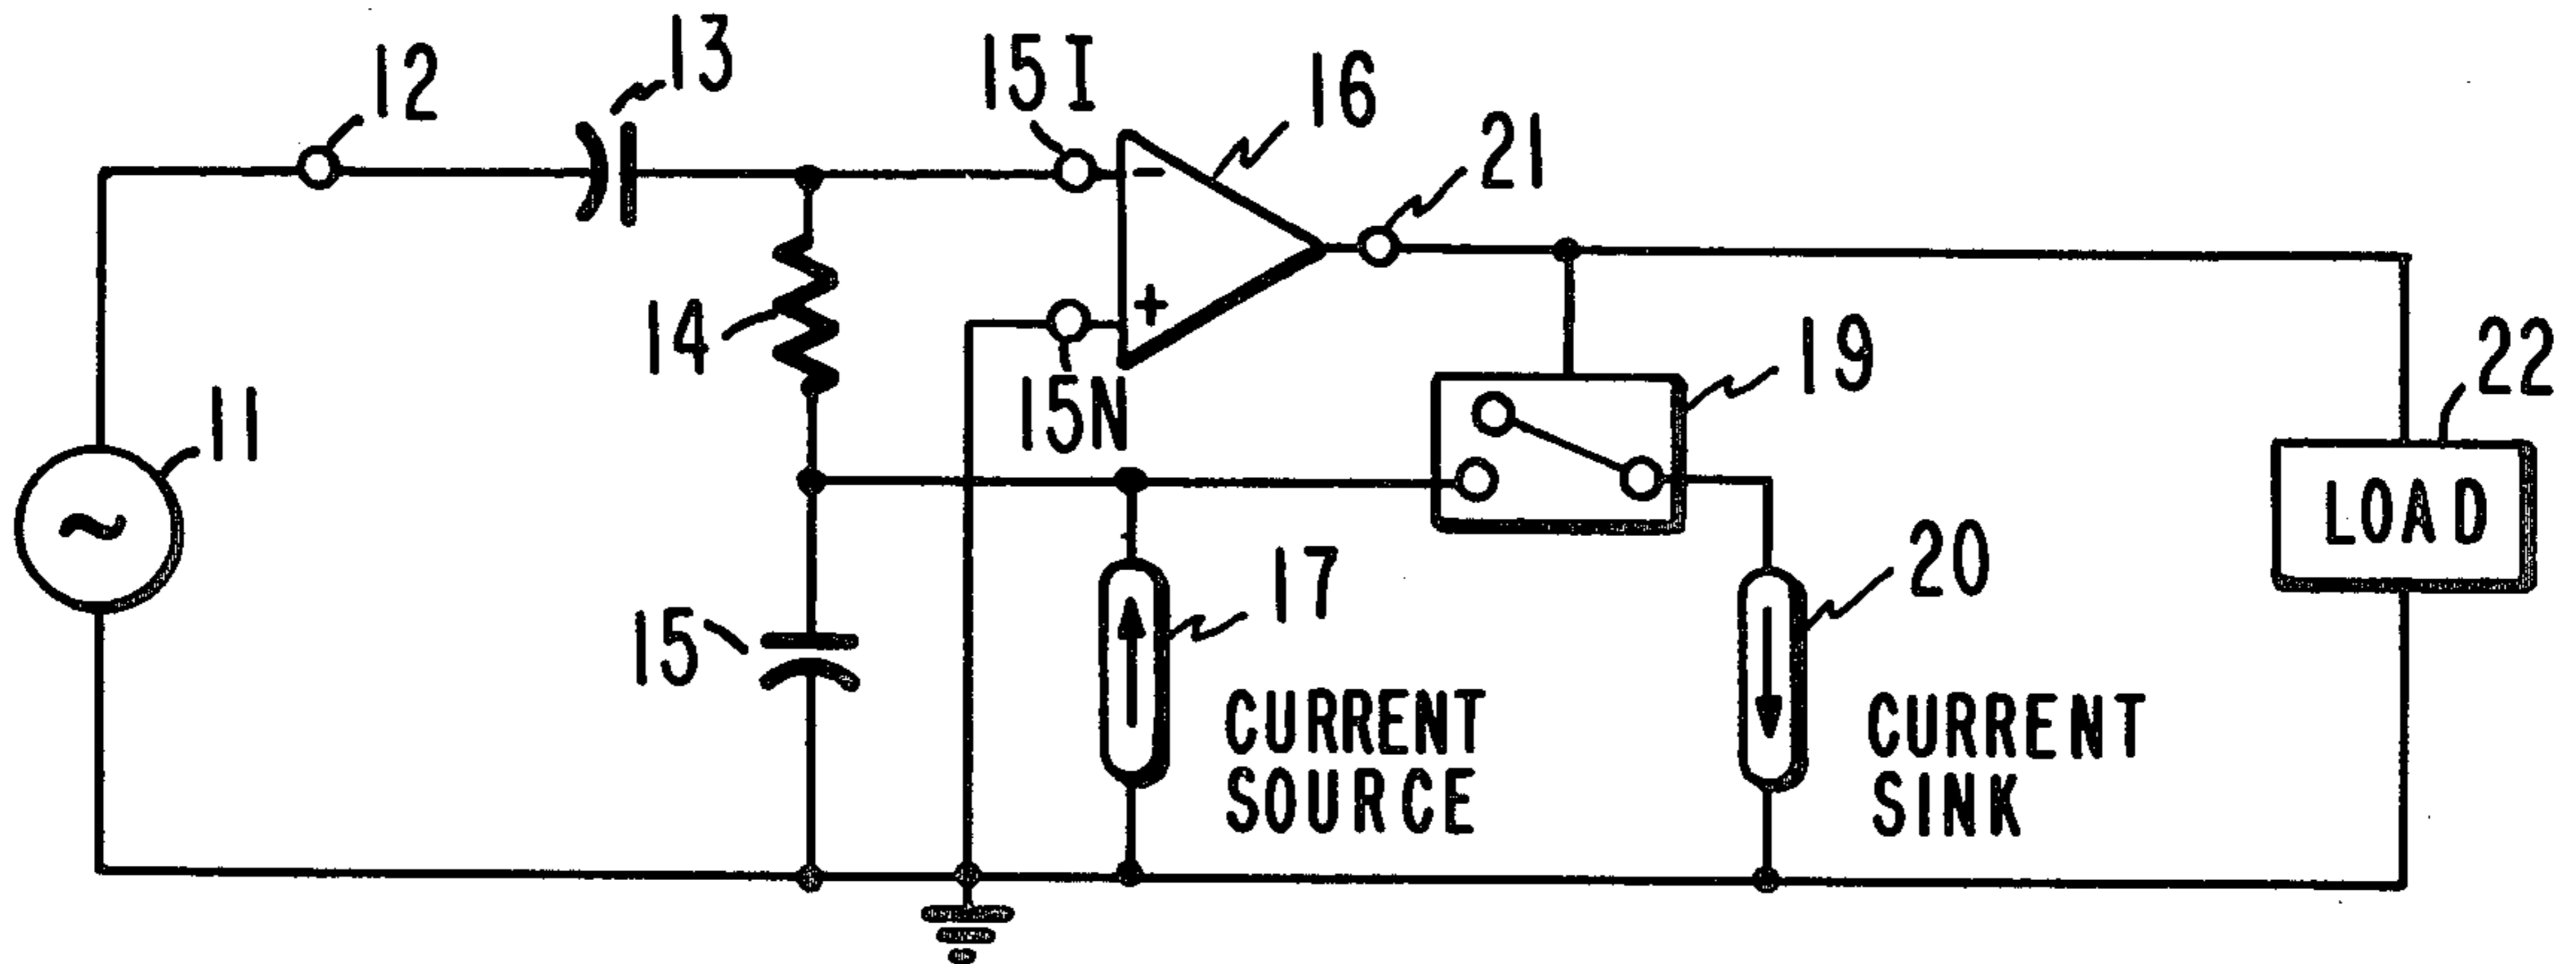 12
13
15I
16
21
-
+
14
15N
19
22
11
~
LOAD
15
17
20
CURRENT
SOURCE
CURRENT
SINK